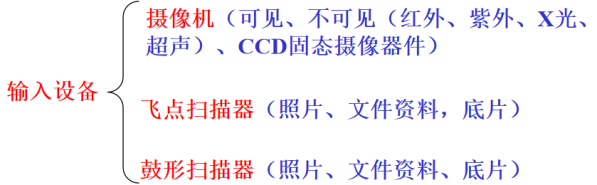 摄像机（可见、不可见（红外、紫外、X光、
超声）、CCD固态摄像器件）
输入设备
飞点扫描器（照片、文件资料，底片）
鼓形扫描器（照片、文件资料、底片）